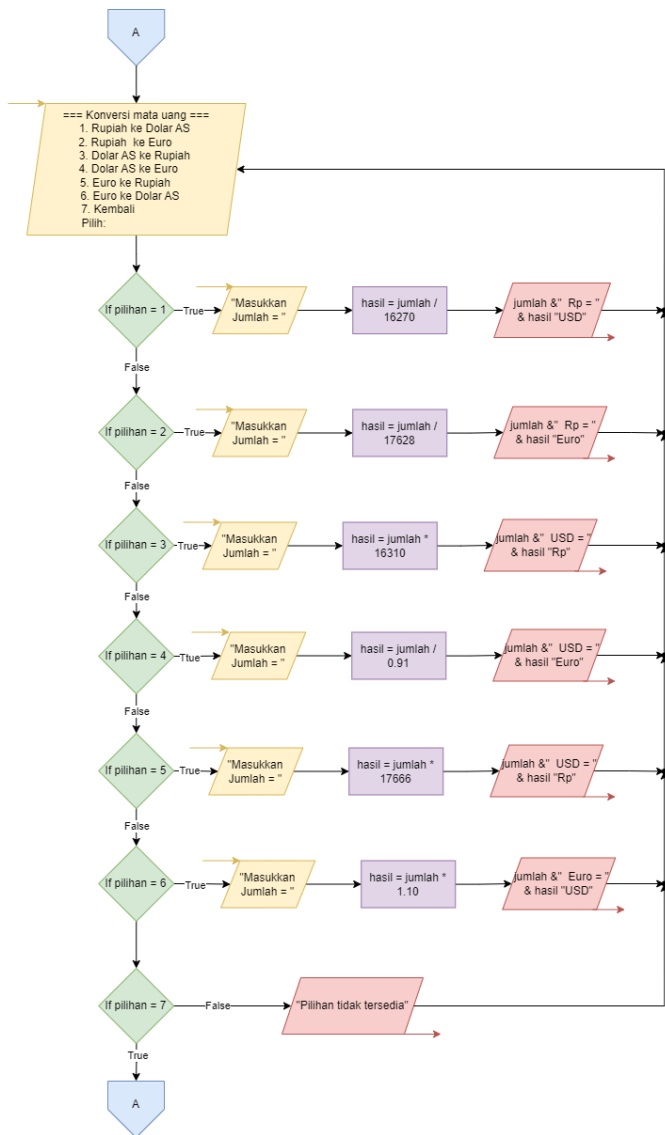 A
=== Konversi mata uang ===
1. Rupiah ke Dolar AS
2. Rupiah  ke Euro
3. Dolar AS ke Rupiah
4. Dolar AS ke Euro
5. Euro ke Rupiah
6. Euro ke Dolar AS
7. Kembali
Pilih:
If pilihan = 1
True
"Masukkan
Jumlah = "
hasil = jumlah /
16270
jumlah &"  Rp = "
& hasil "USD"
False
If pilihan = 2
True
"Masukkan
Jumlah = "
hasil = jumlah /
17628
jumlah &"  Rp = "
& hasil "Euro"
False
If pilihan = 3
True
"Masukkan
Jumlah = "
hasil = jumlah *
16310
jumlah &"  USD = "
& hasil "Rp"
False
If pilihan = 4
Ttue
"Masukkan
Jumlah = "
hasil = jumlah /
0.91
jumlah &"  USD = "
& hasil "Euro"
False
If pilihan = 5
True
"Masukkan
Jumlah = "
hasil = jumlah *
17666
jumlah &"  USD = "
& hasil "Rp"
False
If pilihan = 6
True
"Masukkan
Jumlah = "
hasil = jumlah *
1.10
jumlah &"  Euro = "
& hasil "USD"
If pilihan = 7
False
"Pilihan tidak tersedia"
True
A